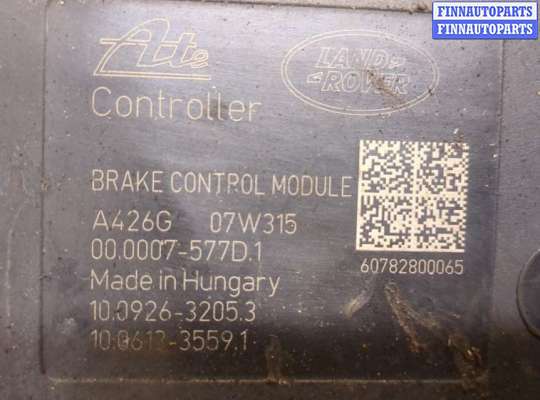 FINNAUTOPARTS
FINNAUTOPARTS
Ate
LAND ROVER
Controller
BRAKE CONTROL MODULE
A426G 07W315
00.0007-577D.1
60782800065
Made in Hungary
10.0926-3205.3
10.0613-3559.1